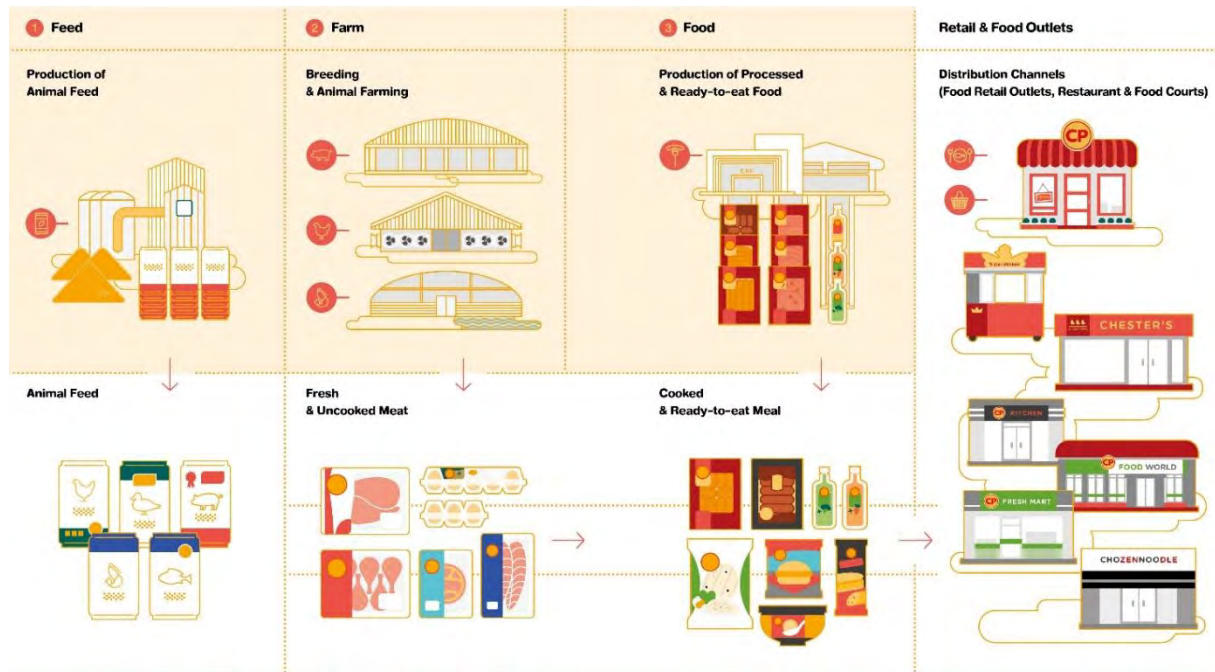 1 Feed
2 Farm
3 Food
Retail & Food Outlets
Production of
Animal Feed
Breeding
& Animal Farming
Production of Processed
& Ready-to-eat Food
Distribution Channels
(Food Retail Outlets, Restaurant & Food Courts)
CP
CHESTER'S
Animal Feed
Fresh
& Uncooked Meat
Cooked
& Ready-to-eat Meal
CP KITCHEN
CP FOOD WORLD
CP FRESH MART
CHOZENNOODLE